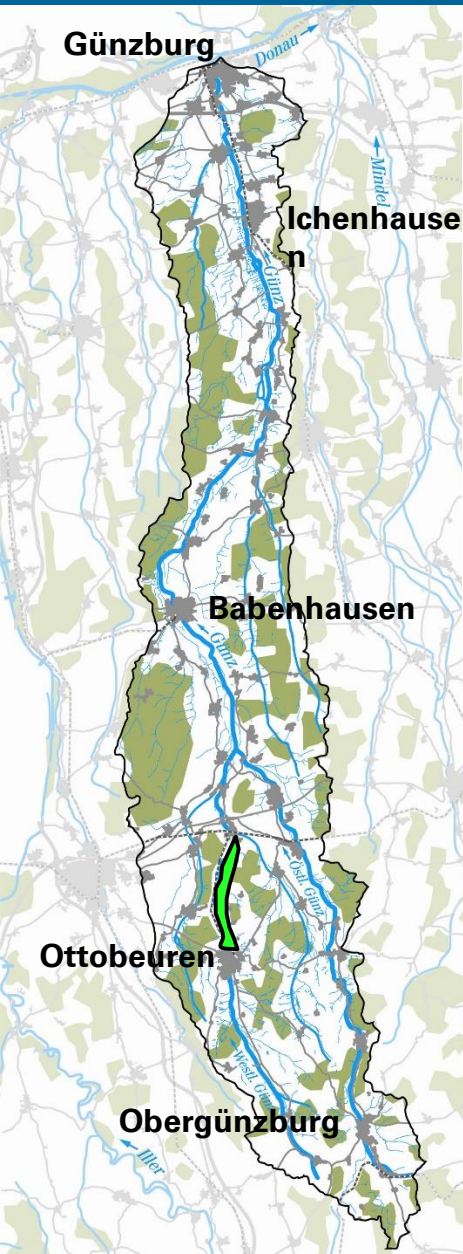 Günzburg
Donau
Mindel
Ichenhause
n
Günz
Babenhausen
Günz
Östl. Günz
Ottobeuren
Westl. Günz
Obergünzburg
Iller